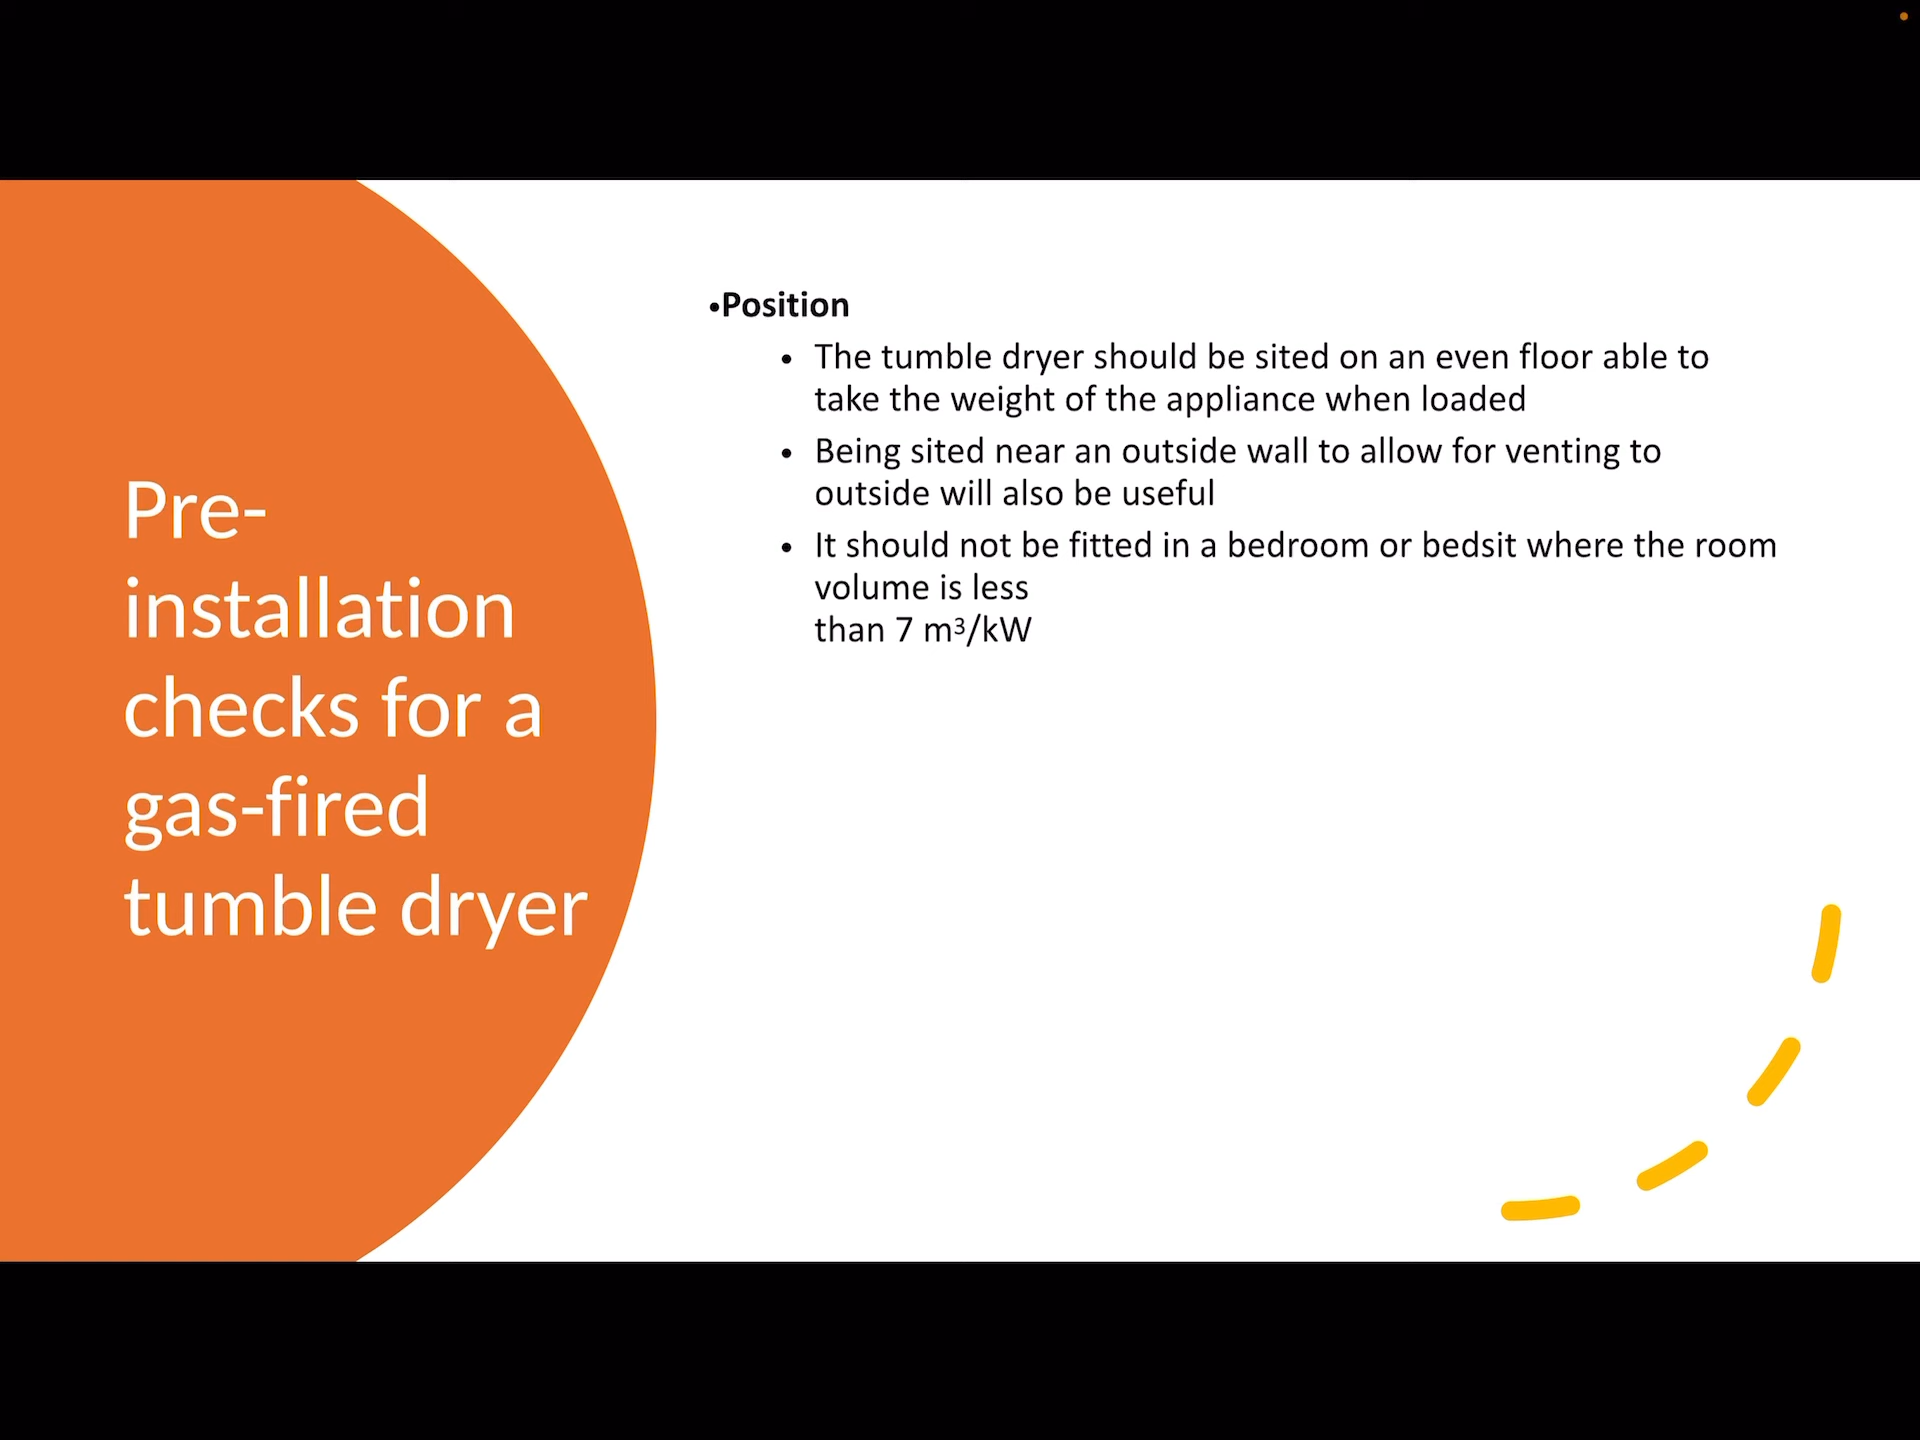 Pre-
installation
checks for a
gas-fired
tumble dryer
•Position
• The tumble dryer should be sited on an even floor able to
take the weight of the appliance when loaded
• Being sited near an outside wall to allow for venting to
outside will also be useful
• It should not be fitted in a bedroom or bedsit where the room
volume is less
than 7 m³/kW